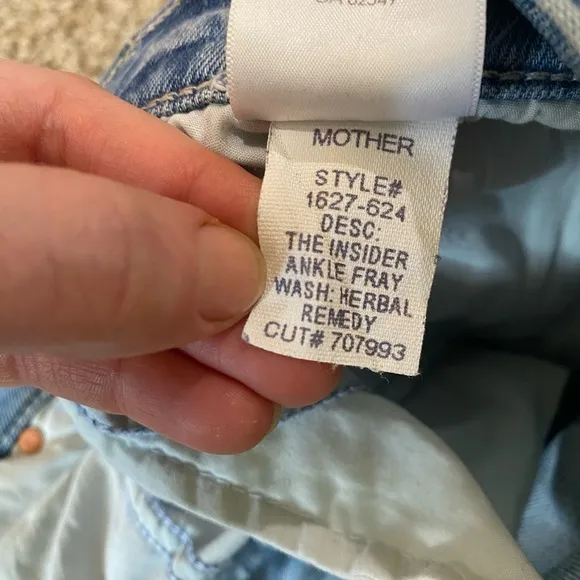 MOTHER
STYLE#
1627-624
DESC:
THE INSIDER
ANKLE FRAY
WASH: HERBAL
REMEDY
CUT# 707993